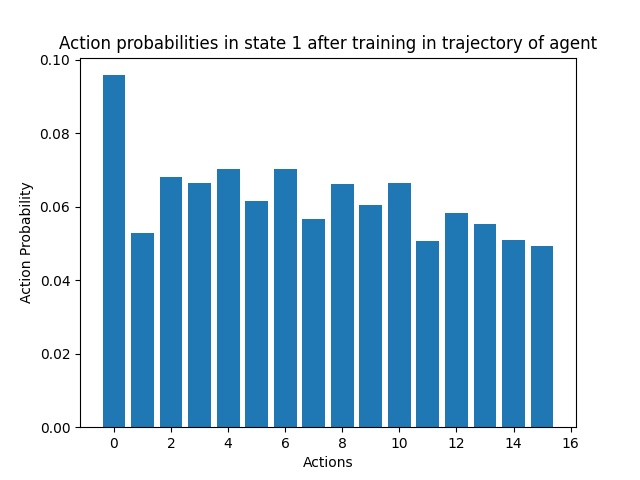 Action probabilities in state 1 after training in trajectory of agent
0.10
0.08
0.06
0.04
0.02
0.00
Action Probability
0 2 4 6 8 10 12 14 16
Actions